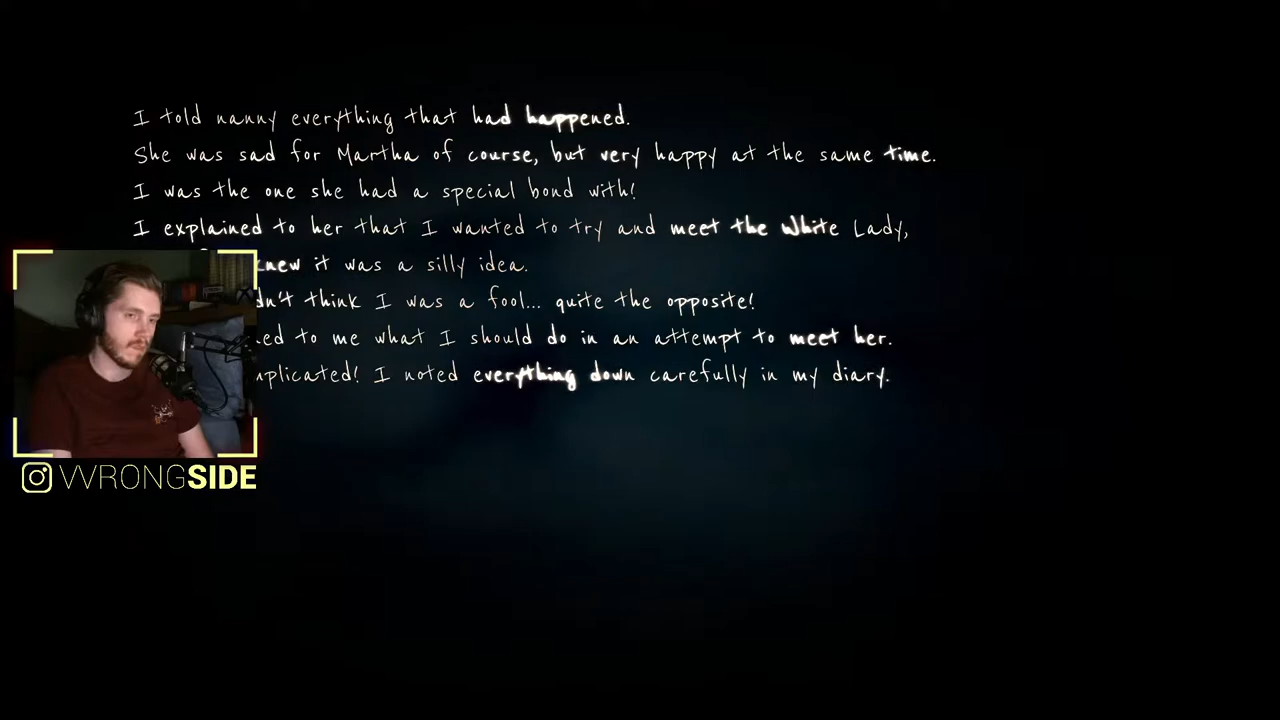 I told nanny everything that had happened.
She was sad for Martha of course, but very happy at the same time.
I was the one she had a special bond with!
I explained to her that I wanted to try and meet the White Lady,
knew it was a silly idea.
think I was a fool... quite the opposite!
to me what I should do in an attempt to meet her.
I noted everything down carefully in my diary.
VVRONGSIDE